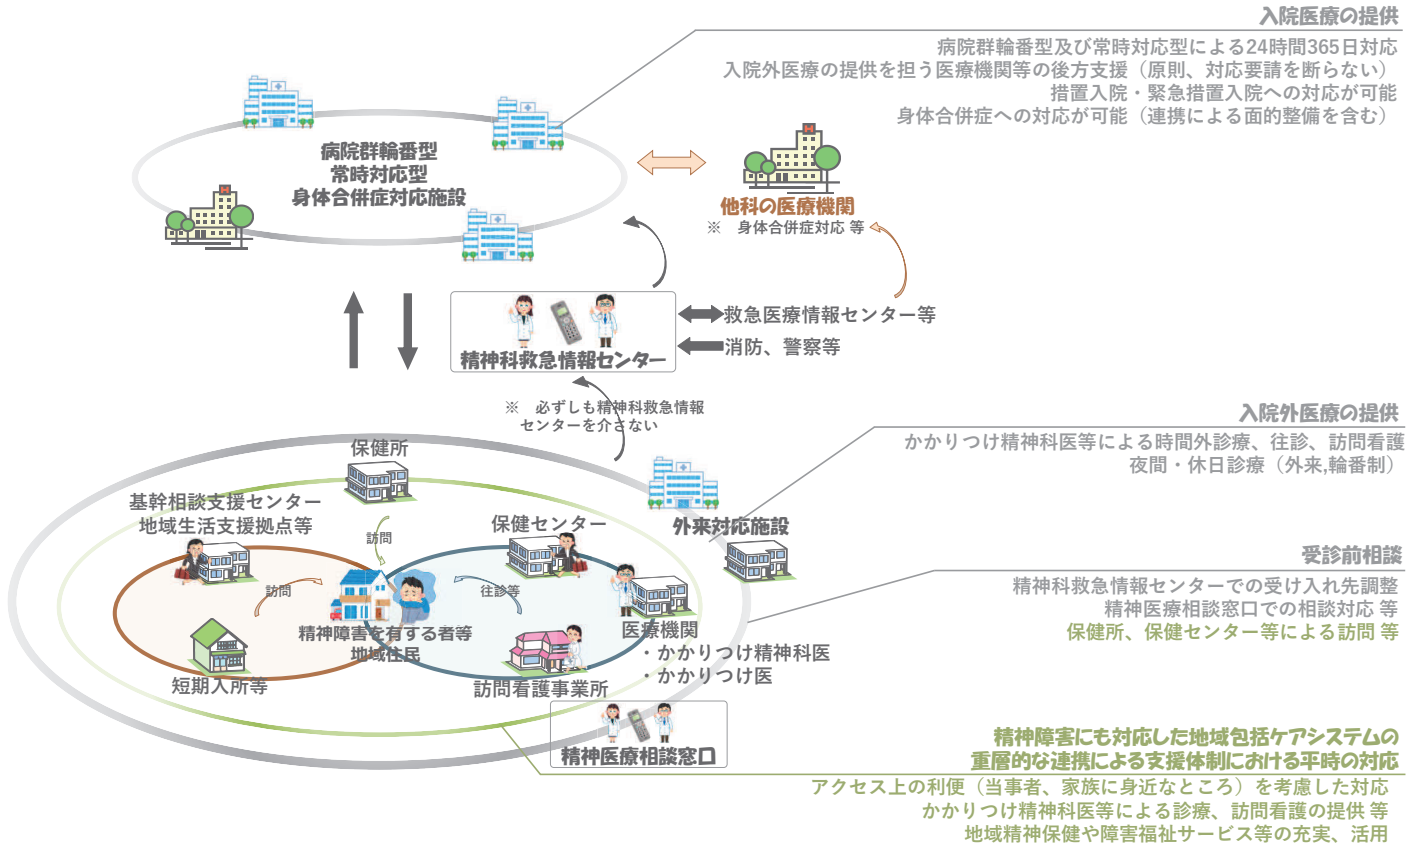 入院医療の提供
病院群輪番型及び常時対応型による24時間365日対応
入院外医療の提供を担う医療機関等の後方支援（原則、対応要請を断らない）
措置入院・緊急措置入院への対応が可能
身体合併症への対応が可能（連携による面的整備を含む）
病院群輪番型
常時対応型
身体合併症対応施設
他科の医療機関
※　身体合併症対応 等
救急医療情報センター等
消防、警察等
精神科救急情報センター
※　必ずしも精神科救急情報
センターを介さない
入院外医療の提供
かかりつけ精神科医等による時間外診療、往診、訪問看護
夜間・休日診療（外来,輪番制）
保健所
基幹相談支援センター
地域生活支援拠点等
訪問
保健センター
外来対応施設
訪問
往診等
精神障害を有する者等
地域住民
医療機関
・かかりつけ精神科医
・かかりつけ医
短期入所等
訪問看護事業所
精神医療相談窓口
受診前相談
精神科救急情報センターでの受け入れ先調整
精神医療相談窓口での相談対応 等
保健所、保健センター等による訪問 等
精神障害にも対応した地域包括ケアシステムの
重層的な連携による支援体制における平時の対応
アクセス上の利便（当事者、家族に身近なところ）を考慮した対応
かかりつけ精神科医等による診療、訪問看護の提供 等
地域精神保健や障害福祉サービス等の充実、活用